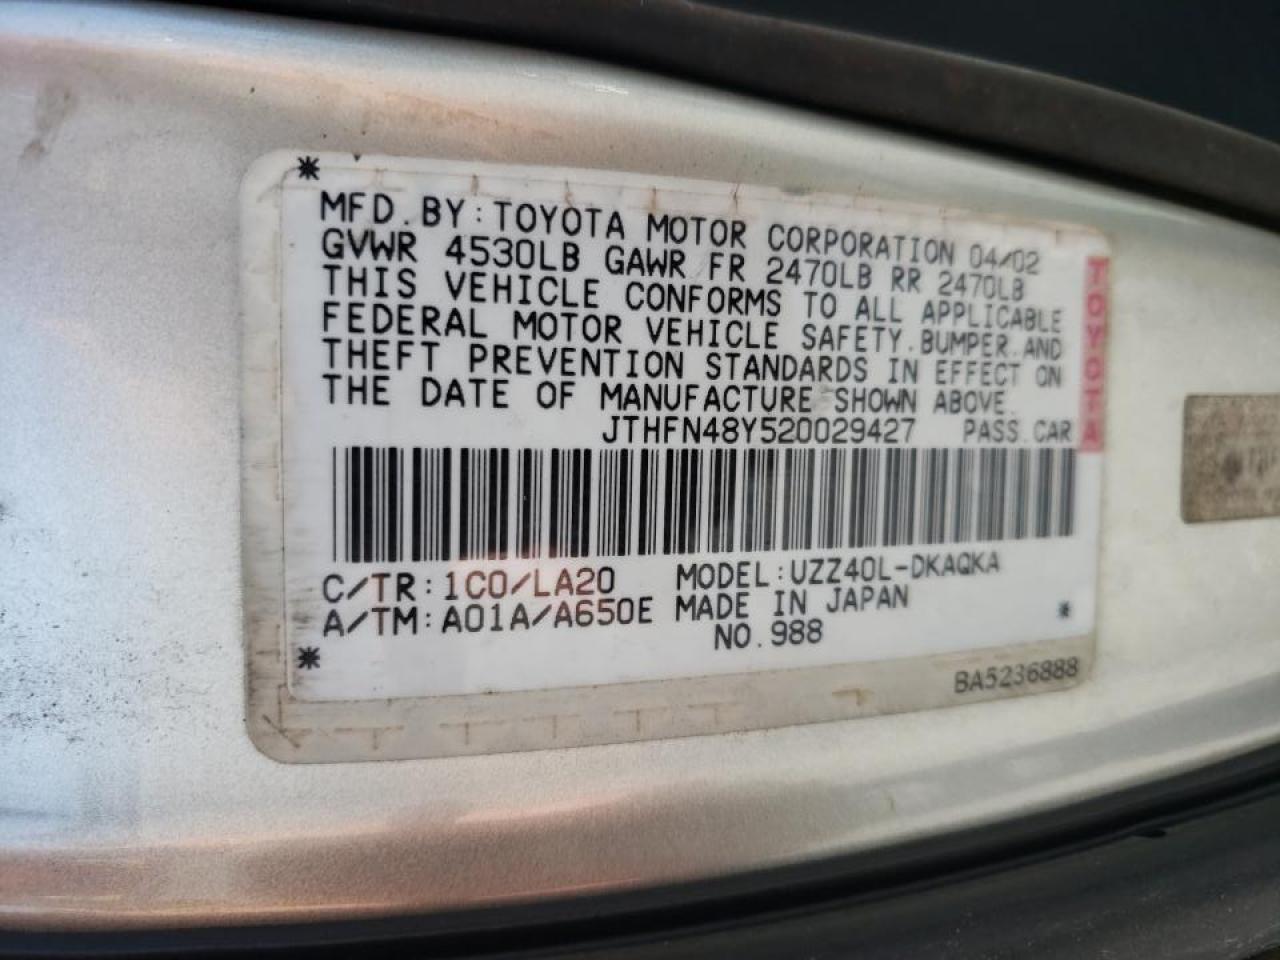 MFD. BY: TOYOTA MOTOR CORPORATION 04/02
GVWR 4530LB GAWR FR 2470LB RR 2470LB
THIS VEHICLE CONFORMS TO ALL APPLICABLE
FEDERAL MOTOR VEHICLE SAFETY. BUMPER. AND
THEFT PREVENTION STANDARDS IN EFFECT ON
THE DATE OF MANUFACTURE SHOWN ABOVE.
JTHFN48Y520029427 PASS. CAR
C/TR: 1C0/LA20 MODEL: UZZ40L-DKAQKA
A/TM: A01A/A650E MADE IN JAPAN
NO. 988
BA5236888
TOYOTA